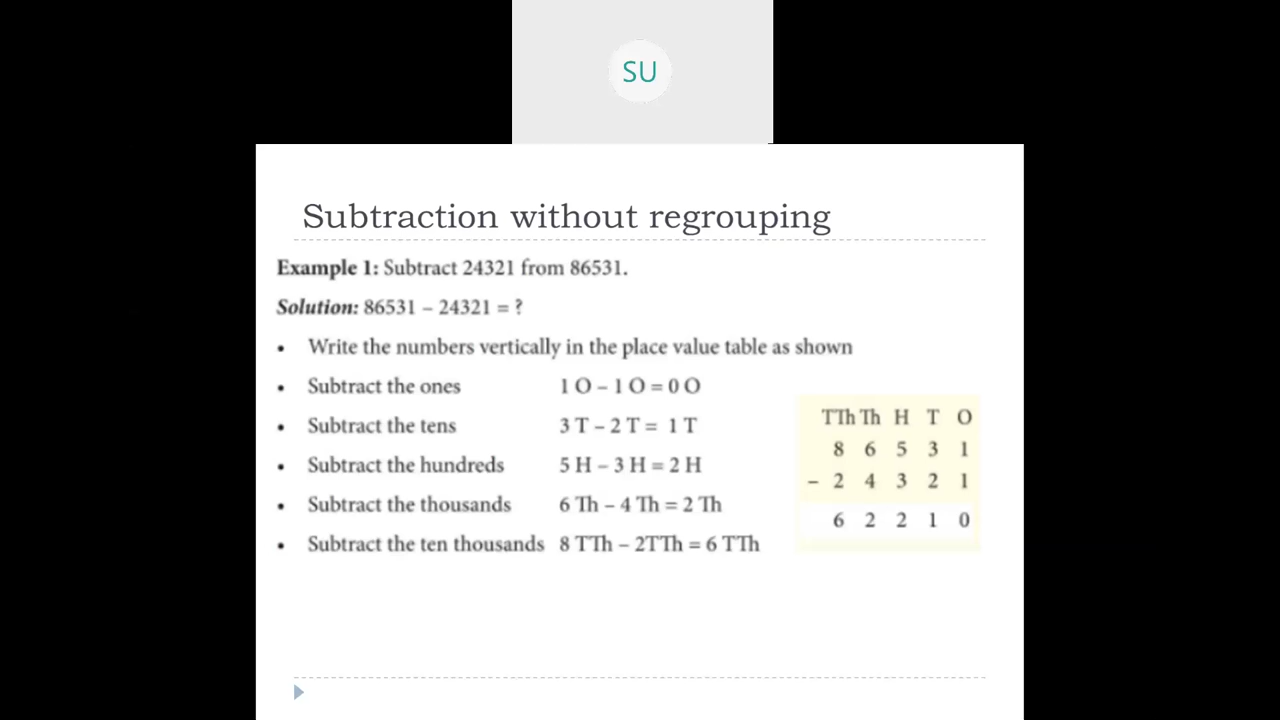 SU
Subtraction without regrouping
Example 1: Subtract 24321 from 86531.
Solution: 86531 – 24321 = ?
• Write the numbers vertically in the place value table as shown
• Subtract the ones 1 O – 1 O = 0 O
• Subtract the tens 3 T – 2 T = 1 T
• Subtract the hundreds 5 H – 3 H = 2 H
• Subtract the thousands 6 Th – 4 Th = 2 Th
• Subtract the ten thousands 8 TTh – 2TTh = 6 TTh
TTh Th H T O
8 6 5 3 1
– 2 4 3 2 1
6 2 2 1 0